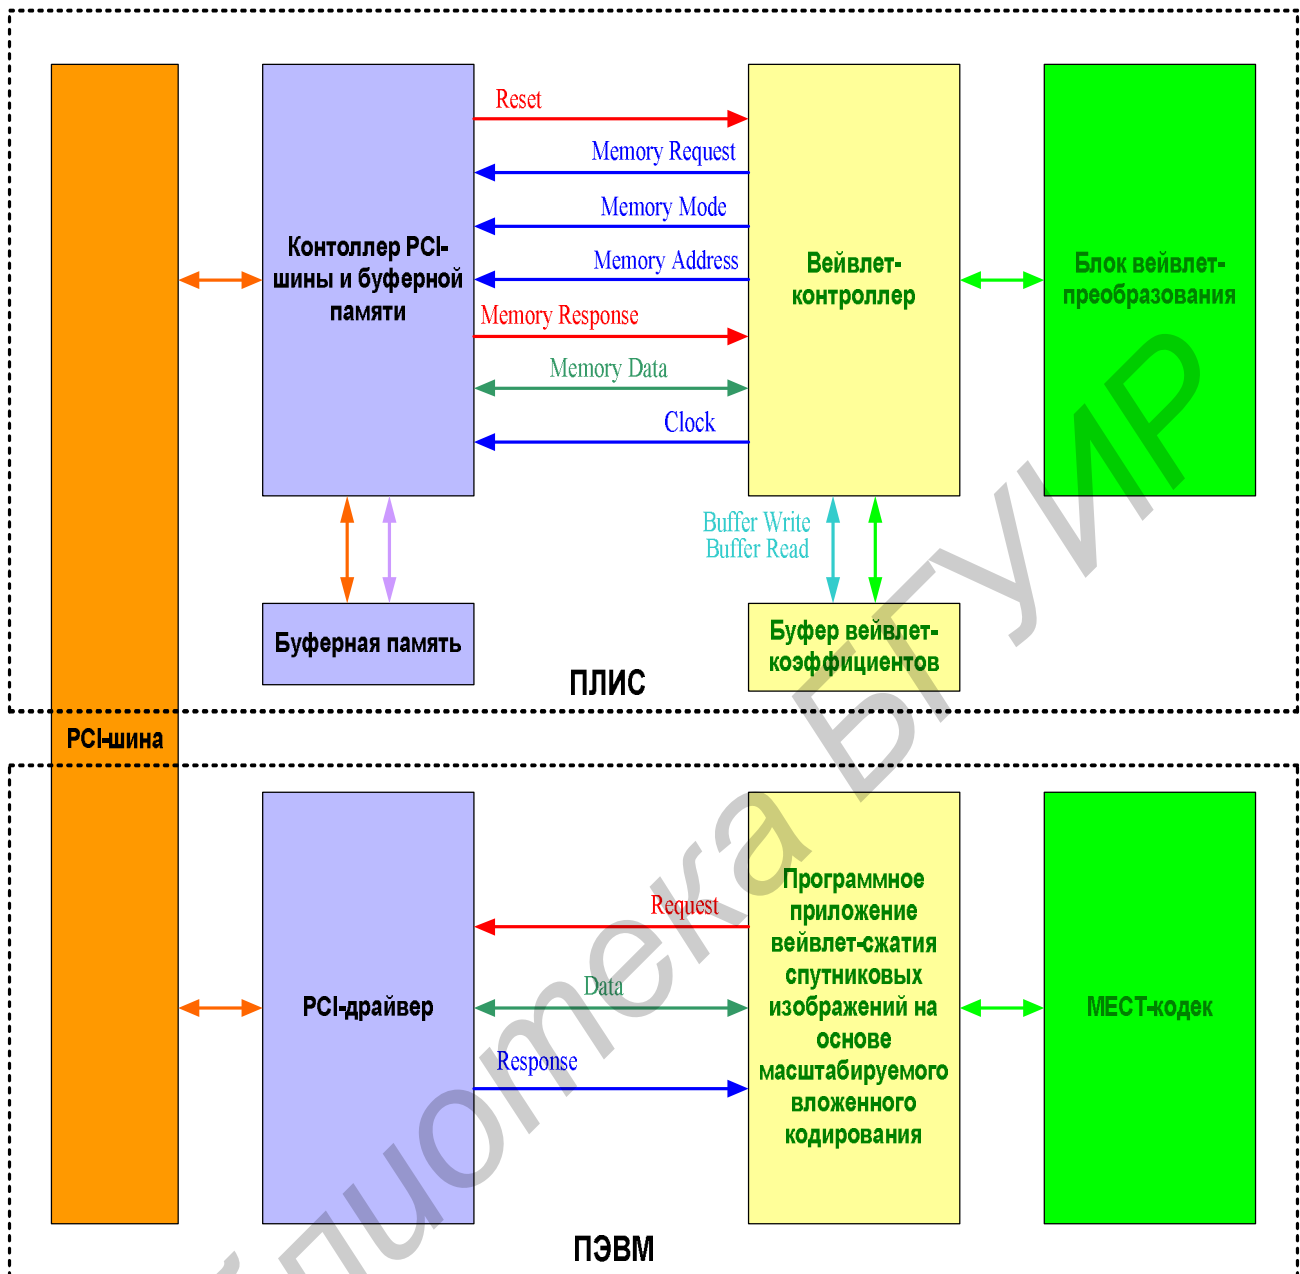 Reset
Memory Request
Memory Mode
Memory Address
Memory Response
Memory Data
Clock
Контоллер PCI-
шины и буферной
памяти
Вейвлет-
контроллер
Блок вейвлет-
преобразования
Buffer Write
Buffer Read
Буферная память
Буфер вейвлет-
коэффициентов
ПЛИС
PCI-шина
PCI-драйвер
Request
Data
Response
Программное
приложение
вейвлет-сжатия
спутниковых
изображений на
основе
масштабируемого
вложенного
кодирования
МЕСТ-кодек
ПЭВМ
блиотека БГУИР